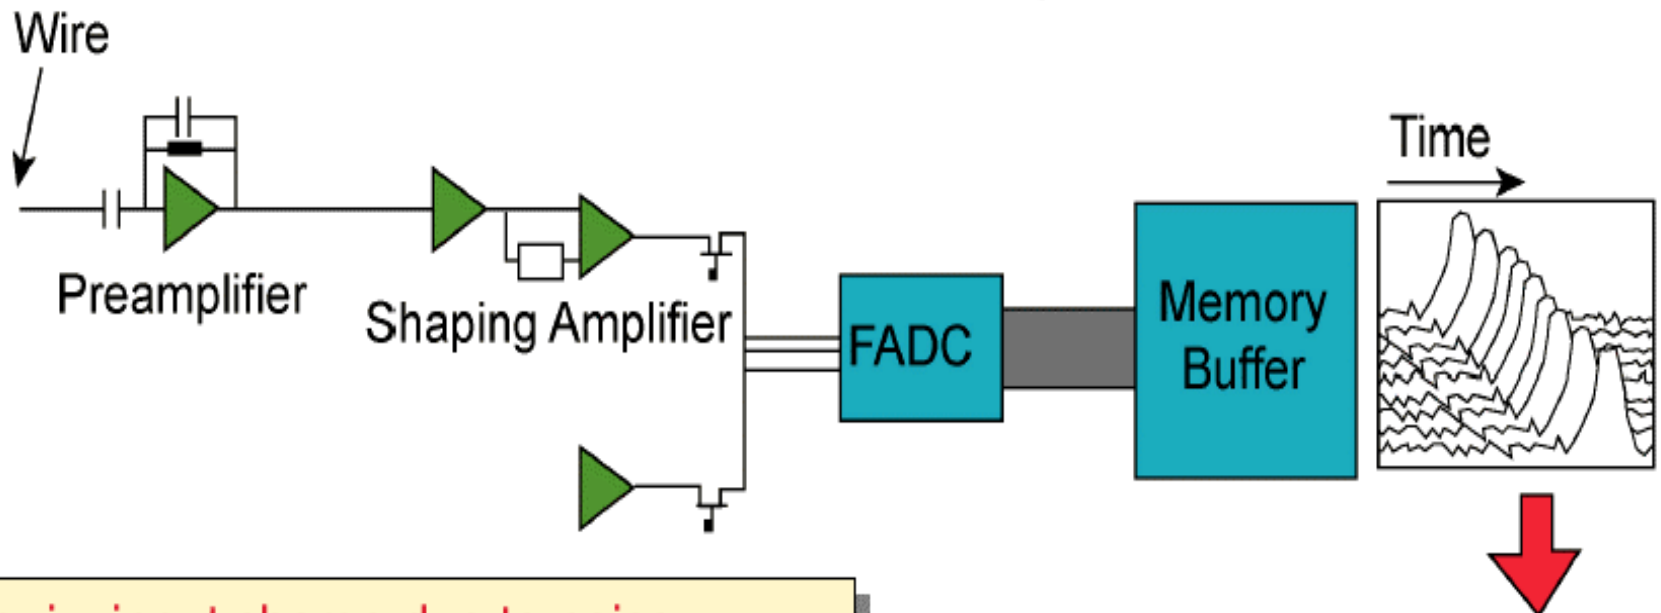 Wire
Time
Preamplifier
Shaping Amplifier
FADC
Memory
Buffer